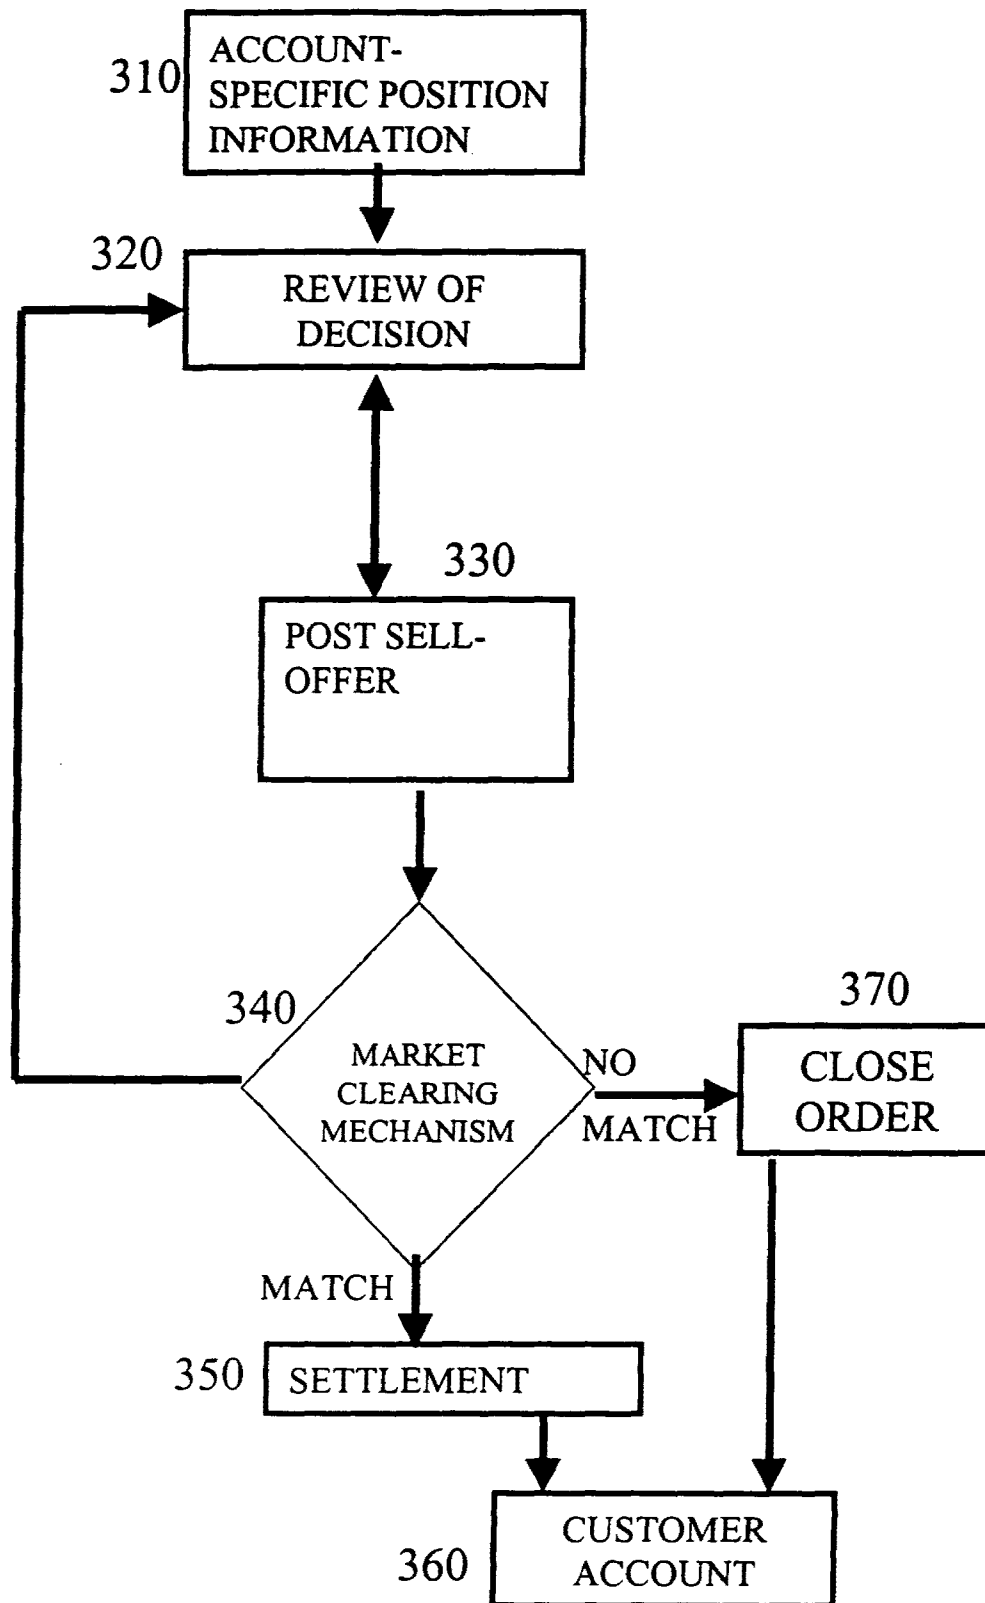 310
ACCOUNT-
SPECIFIC POSITION
INFORMATION
320
REVIEW OF
DECISION
330
POST SELL-
OFFER
340
MARKET
CLEARING
MECHANISM
NO
MATCH
370
CLOSE
ORDER
MATCH
350
SETTLEMENT
360
CUSTOMER
ACCOUNT